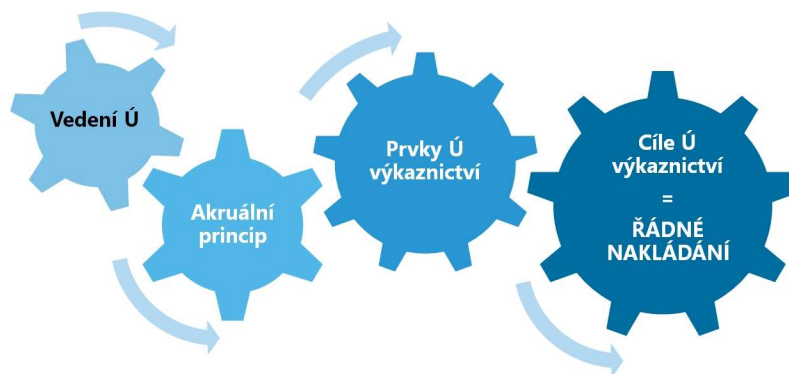 Vedení Ú
Akruální
princip
Prvky Ú
výkaznictví
Cíle Ú
výkaznictví
=
ŘÁDNÉ
NAKLÁDÁNÍ